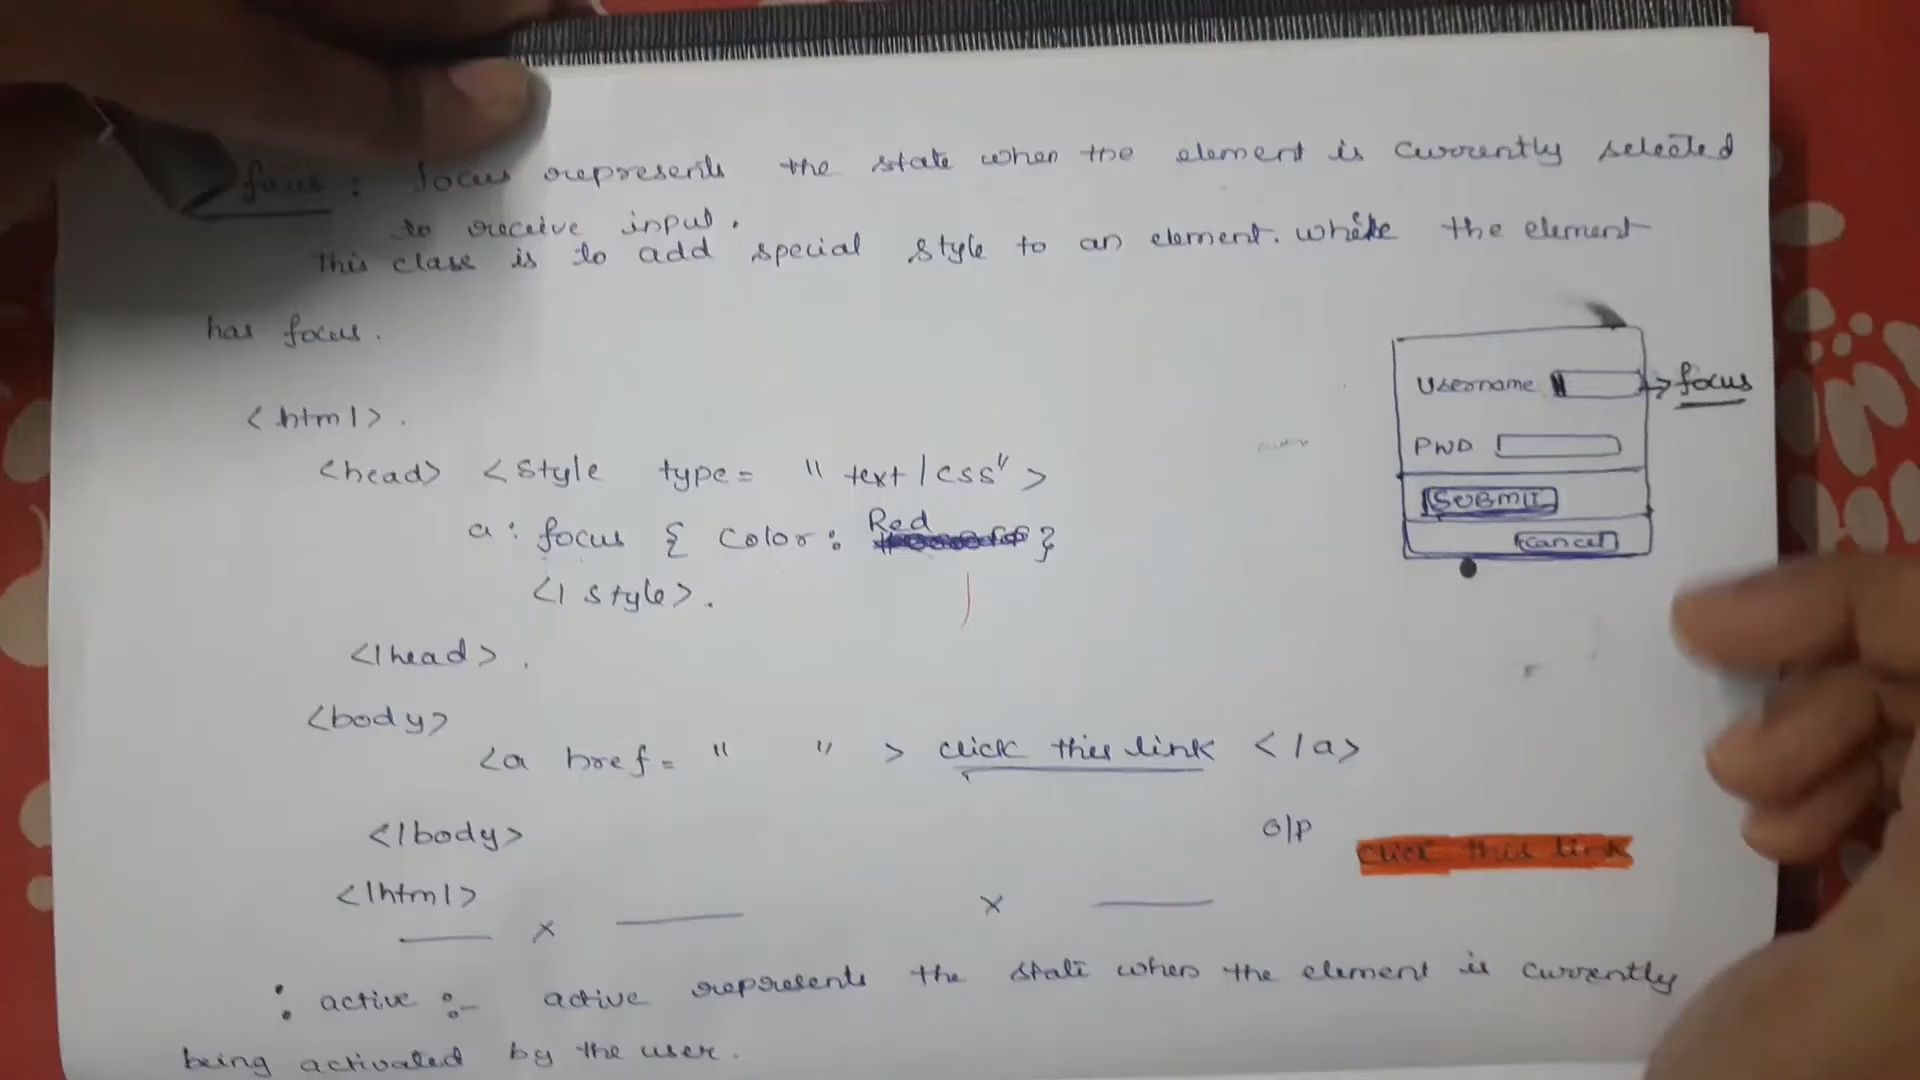 focus : focus represents the state when the element is currently selected
to receive input.
This class is to add special style to an element. while the element
has focus.
<html>.
<head> <style type= "text/css">
a: focus { color: Red }
</style>.
</head>.
<body>
<a href= " " > click this link </a>
</body>
</html>
Username → focus
PWD
SUBMIT
cancel
O/P click this link
x x
: active :- active represents the state when the element is currently
being activated by the user.